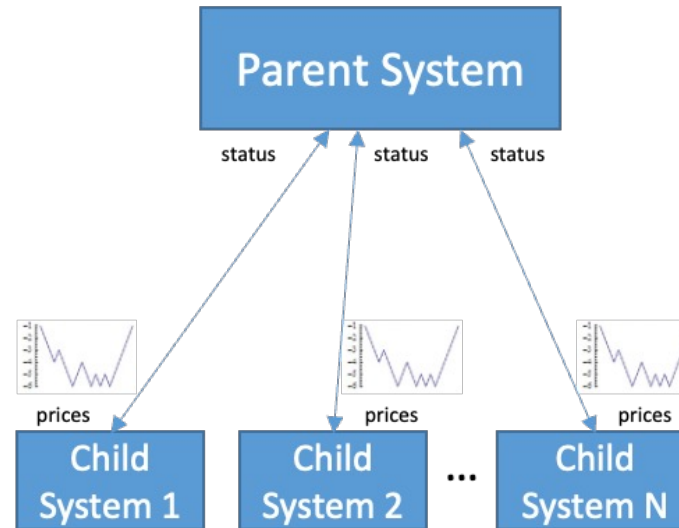 Parent System
status
status
status
prices
prices
prices
Child
System 1
Child
System 2
...
Child
System N